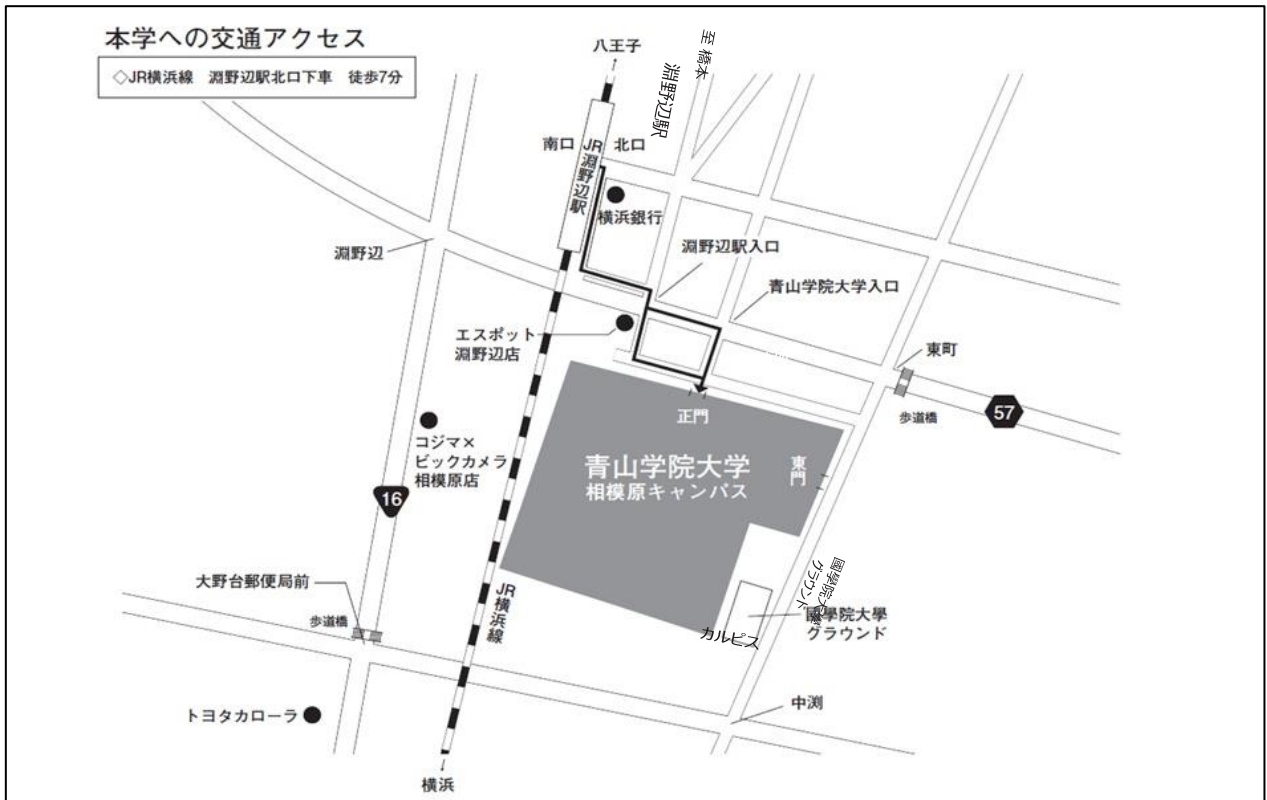 本学への交通アクセス
◇JR横浜線　淵野辺駅北口下車　徒歩7分
八王子
↑
至 橋本
淵野辺駅
南口
JR淵野辺駅
北口
横浜銀行
淵野辺
淵野辺駅入口
青山学院大学入口
エスポット
淵野辺店
東町
歩道橋
57
正門
コジマ×
ビックカメラ
相模原店
青山学院大学
相模原キャンパス
東門
16
大野台郵便局前
歩道橋
JR横浜線
國學院大學
グラウンド
國學院大學
グラウンド
カルピス
トヨタカローラ
中渕
↓
横浜